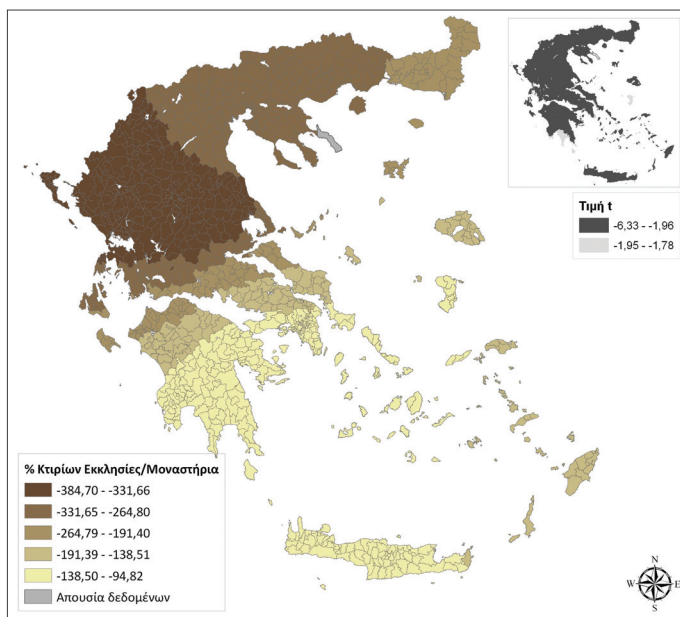 Τιμή t
-6,33 - -1,96
-1,95 - -1,78
% Κτιρίων Εκκλησίες/Μοναστήρια
-384,70 - -331,66
-331,65 - -264,80
-264,79 - -191,40
-191,39 - -138,51
-138,50 - -94,82
Απουσία δεδομένων
N
W E
S